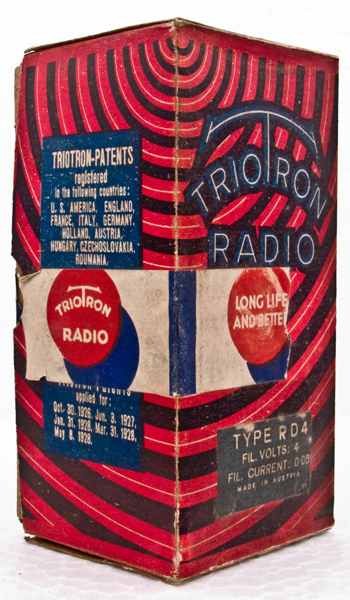 TRIOTRON-PATENTS
registered
in the following countries:
U. S. AMERICA, ENGLAND,
FRANCE, ITALY, GERMANY,
HOLLAND, AUSTRIA,
HUNGARY, CZECHOSLOVAKIA,
ROUMANIA.
TRIOTRON
RADIO
applied for:
Oct. 30. 1926, Jun. 3. 1927,
Jan. 31. 1928, Mar. 31. 1928,
May 8. 1928.
TRIOTRON
RADIO
LONG LIFE
AND BETTE
TYPE RD4
FIL. VOLTS: 4
FIL. CURRENT: 0·05
MADE IN AUSTRIA